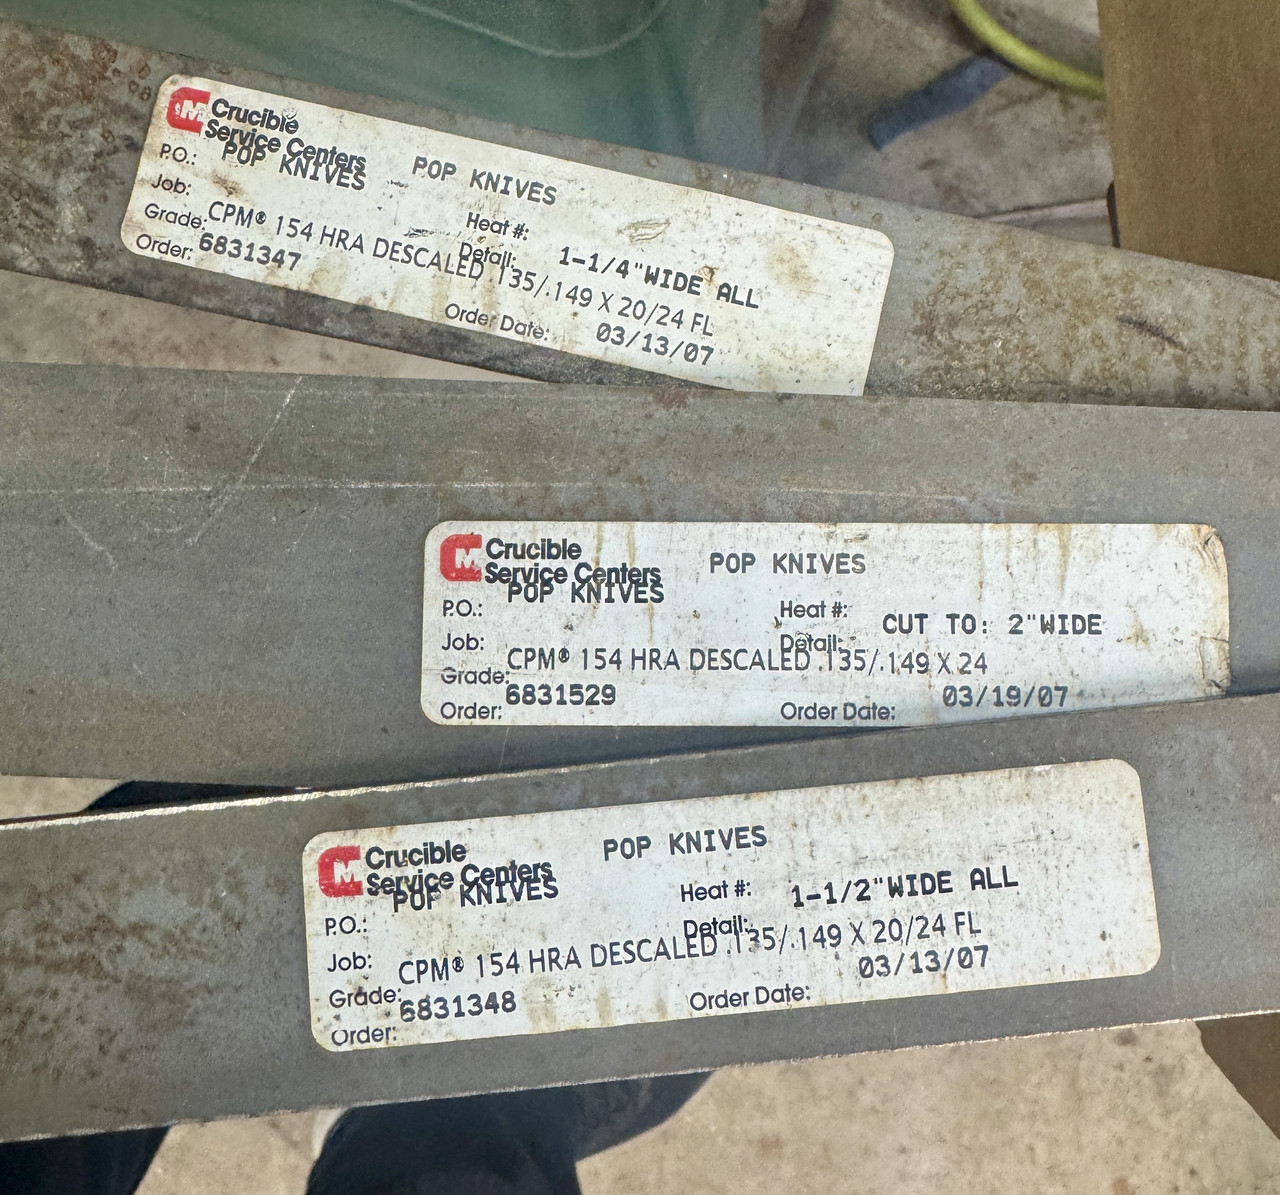 CM Crucible
Service Centers
POP KNIVES POP KNIVES
P.O.:
Job: Heat #:
Detail: 1-1/4"WIDE ALL
Grade: CPM® 154 HRA DESCALED .135/.149 X 20/24 FL
Order: 6831347 Order Date: 03/13/07
CM Crucible
Service Centers POP KNIVES
POP KNIVES
P.O.: Heat #:
Job: Detail: CUT TO: 2"WIDE
Grade: CPM® 154 HRA DESCALED .135/.149 X 24
Order: 6831529 Order Date: 03/19/07
CM Crucible
Service Centers POP KNIVES
POP KNIVES
P.O.: Heat #: 1-1/2"WIDE ALL
Job: Detail:
Grade: CPM® 154 HRA DESCALED .135/.149 X 20/24 FL
Order: 6831348 Order Date: 03/13/07